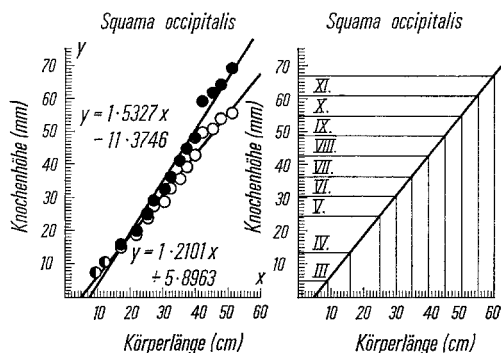 Squama occipitalis
y
70
60
50
40
30
20
10
Knochenhöhe (mm)
y = 1·5327 x
÷ 11·3746
y = 1·2101 x
÷ 5·8963
x
0 10 20 30 40 50 60
Körperlänge (cm)
Squama occipitalis
70
60
50
40
30
20
10
Knochenhöhe (mm)
XI.
X.
IX.
VIII.
VII.
VI.
V.
IV.
III.
0 10 20 30 40 50 60
Körperlänge (cm)